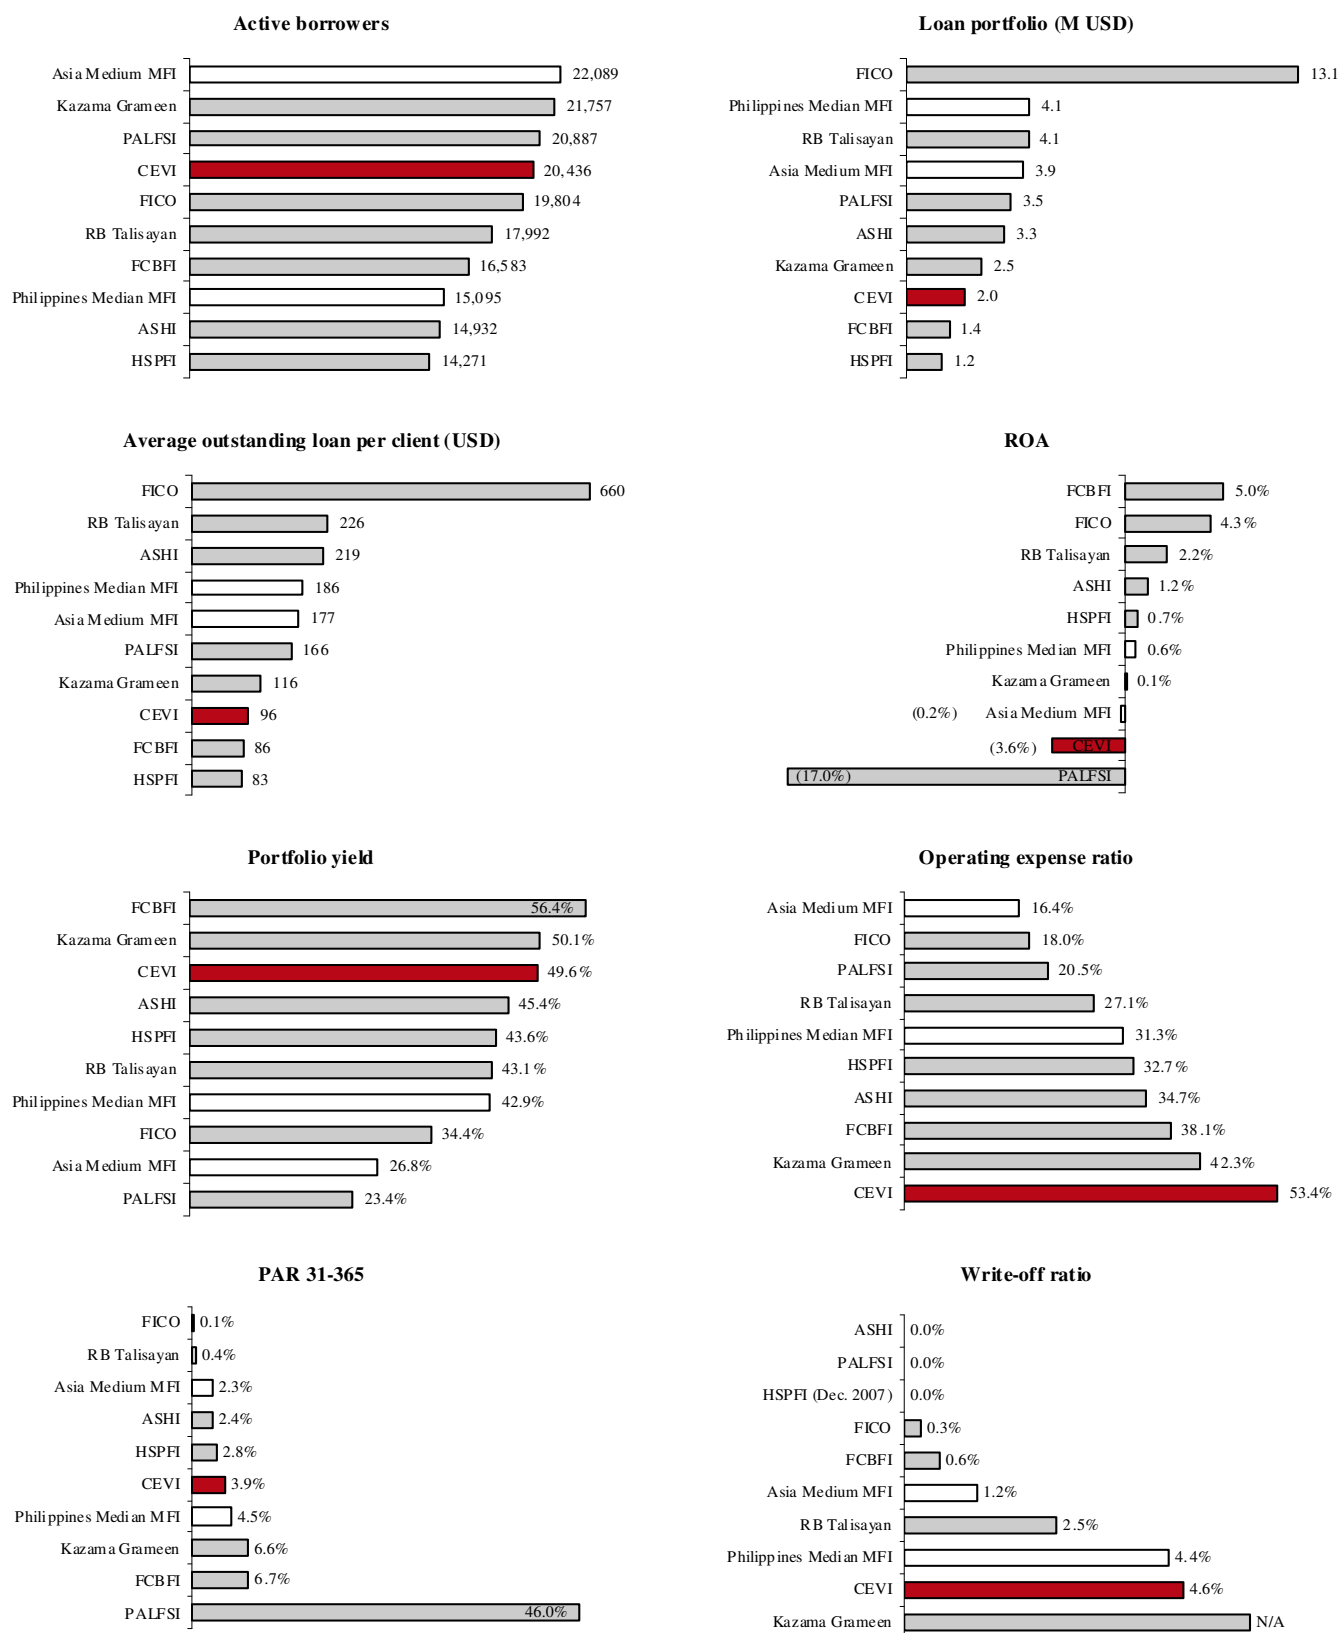 Active borrowers
Asia Medium MFI 22,089
Kazama Grameen 21,757
PALFSI 20,887
CEVI 20,436
FICO 19,804
RB Talisayan 17,992
FCBFI 16,583
Philippines Median MFI 15,095
ASHI 14,932
HSPFI 14,271
Loan portfolio (M USD)
FICO 13.1
Philippines Median MFI 4.1
RB Talisayan 4.1
Asia Medium MFI 3.9
PALFSI 3.5
ASHI 3.3
Kazama Grameen 2.5
CEVI 2.0
FCBFI 1.4
HSPFI 1.2
Average outstanding loan per client (USD)
FICO 660
RB Talisayan 226
ASHI 219
Philippines Median MFI 186
Asia Medium MFI 177
PALFSI 166
Kazama Grameen 116
CEVI 96
FCBFI 86
HSPFI 83
ROA
FCBFI 5.0%
FICO 4.3%
RB Talisayan 2.2%
ASHI 1.2%
HSPFI 0.7%
Philippines Median MFI 0.6%
Kazama Grameen 0.1%
(0.2%) Asia Medium MFI
(3.6%) CEVI
(17.0%) PALFSI
Portfolio yield
FCBFI 56.4%
Kazama Grameen 50.1%
CEVI 49.6%
ASHI 45.4%
HSPFI 43.6%
RB Talisayan 43.1%
Philippines Median MFI 42.9%
FICO 34.4%
Asia Medium MFI 26.8%
PALFSI 23.4%
Operating expense ratio
Asia Medium MFI 16.4%
FICO 18.0%
PALFSI 20.5%
RB Talisayan 27.1%
Philippines Median MFI 31.3%
HSPFI 32.7%
ASHI 34.7%
FCBFI 38.1%
Kazama Grameen 42.3%
CEVI 53.4%
PAR 31-365
FICO 0.1%
RB Talisayan 0.4%
Asia Medium MFI 2.3%
ASHI 2.4%
HSPFI 2.8%
CEVI 3.9%
Philippines Median MFI 4.5%
Kazama Grameen 6.6%
FCBFI 6.7%
PALFSI 46.0%
Write-off ratio
ASHI 0.0%
PALFSI 0.0%
HSPFI (Dec. 2007) 0.0%
FICO 0.3%
FCBFI 0.6%
Asia Medium MFI 1.2%
RB Talisayan 2.5%
Philippines Median MFI 4.4%
CEVI 4.6%
Kazama Grameen N/A